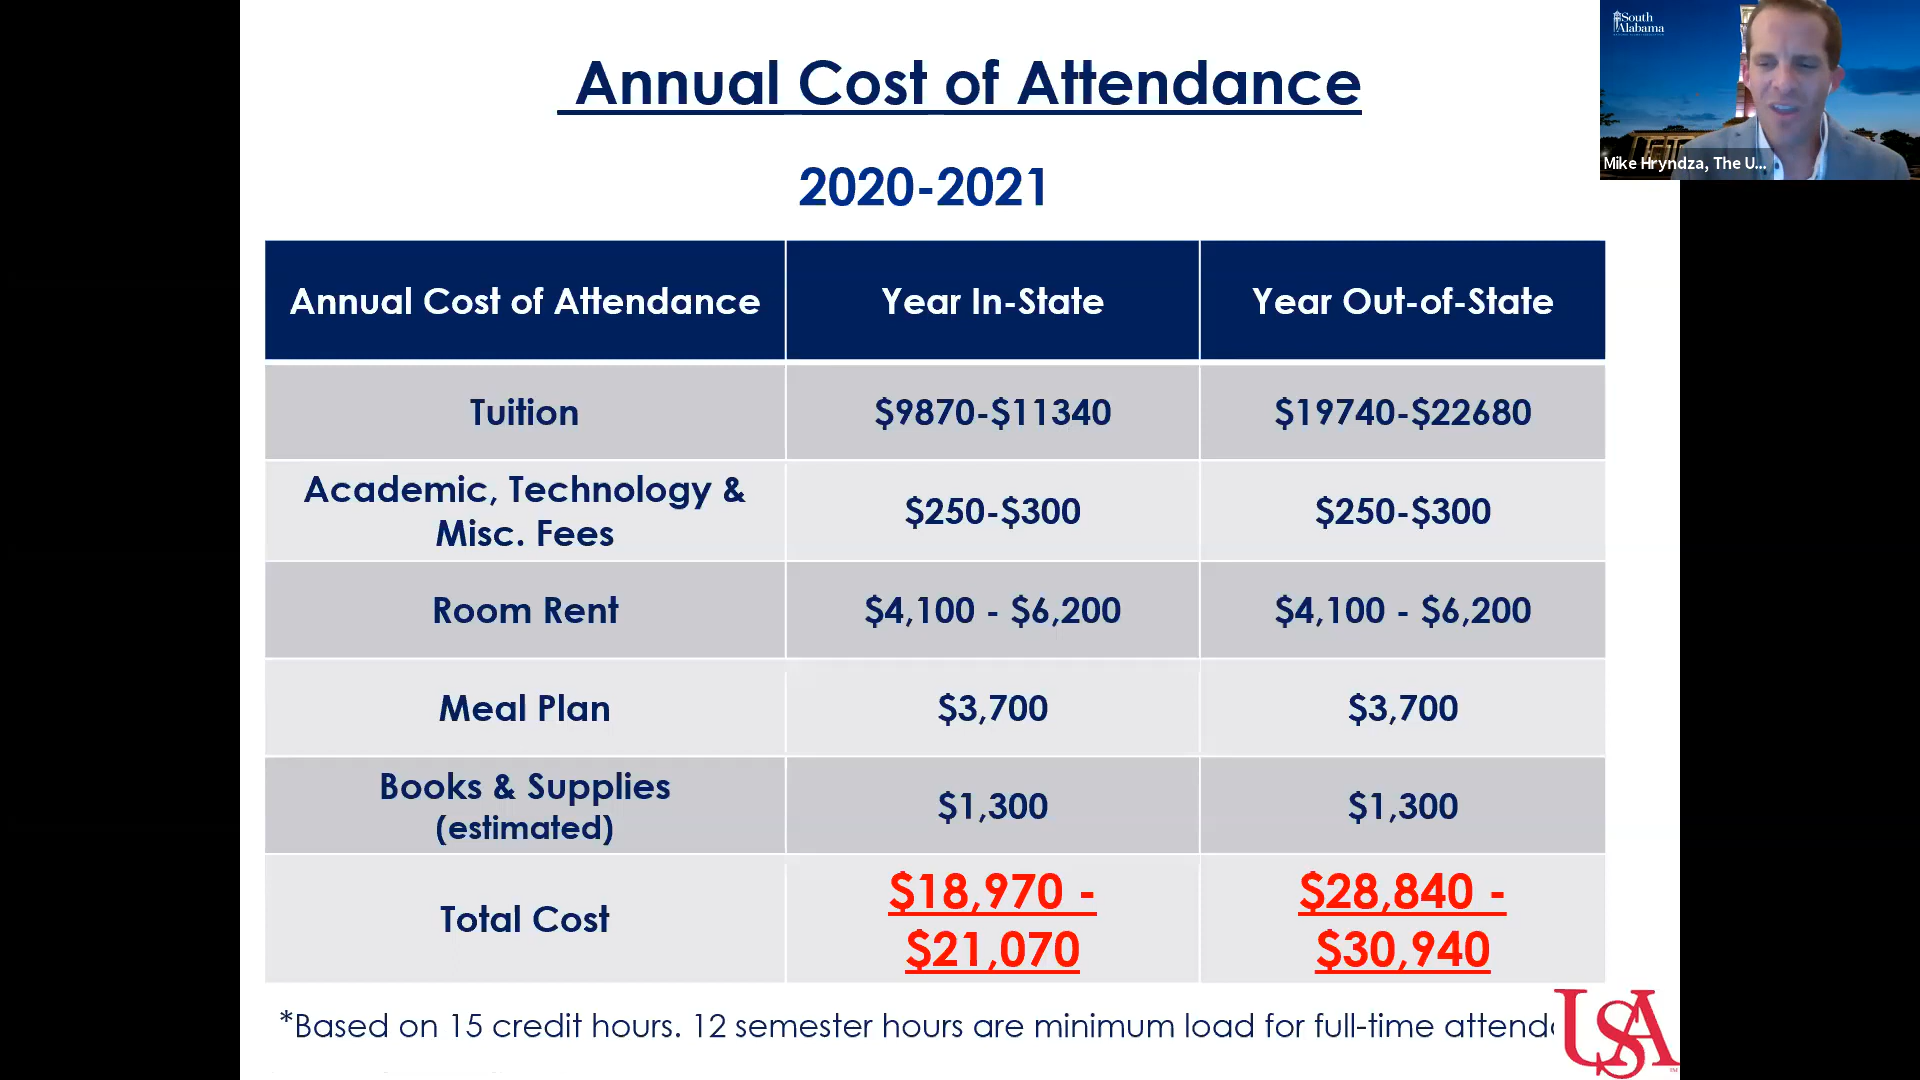 Annual Cost of Attendance
South
Alabama
Mike Hryndza, The U...
2020-2021
Annual Cost of Attendance Year In-State Year Out-of-State
Tuition $9870-$11340 $19740-$22680
Academic, Technology &
Misc. Fees $250-$300 $250-$300
Room Rent $4,100 - $6,200 $4,100 - $6,200
Meal Plan $3,700 $3,700
Books & Supplies
(estimated) $1,300 $1,300
Total Cost $18,970 - $21,070 $28,840 - $30,940
*Based on 15 credit hours. 12 semester hours are minimum load for full-time
USA